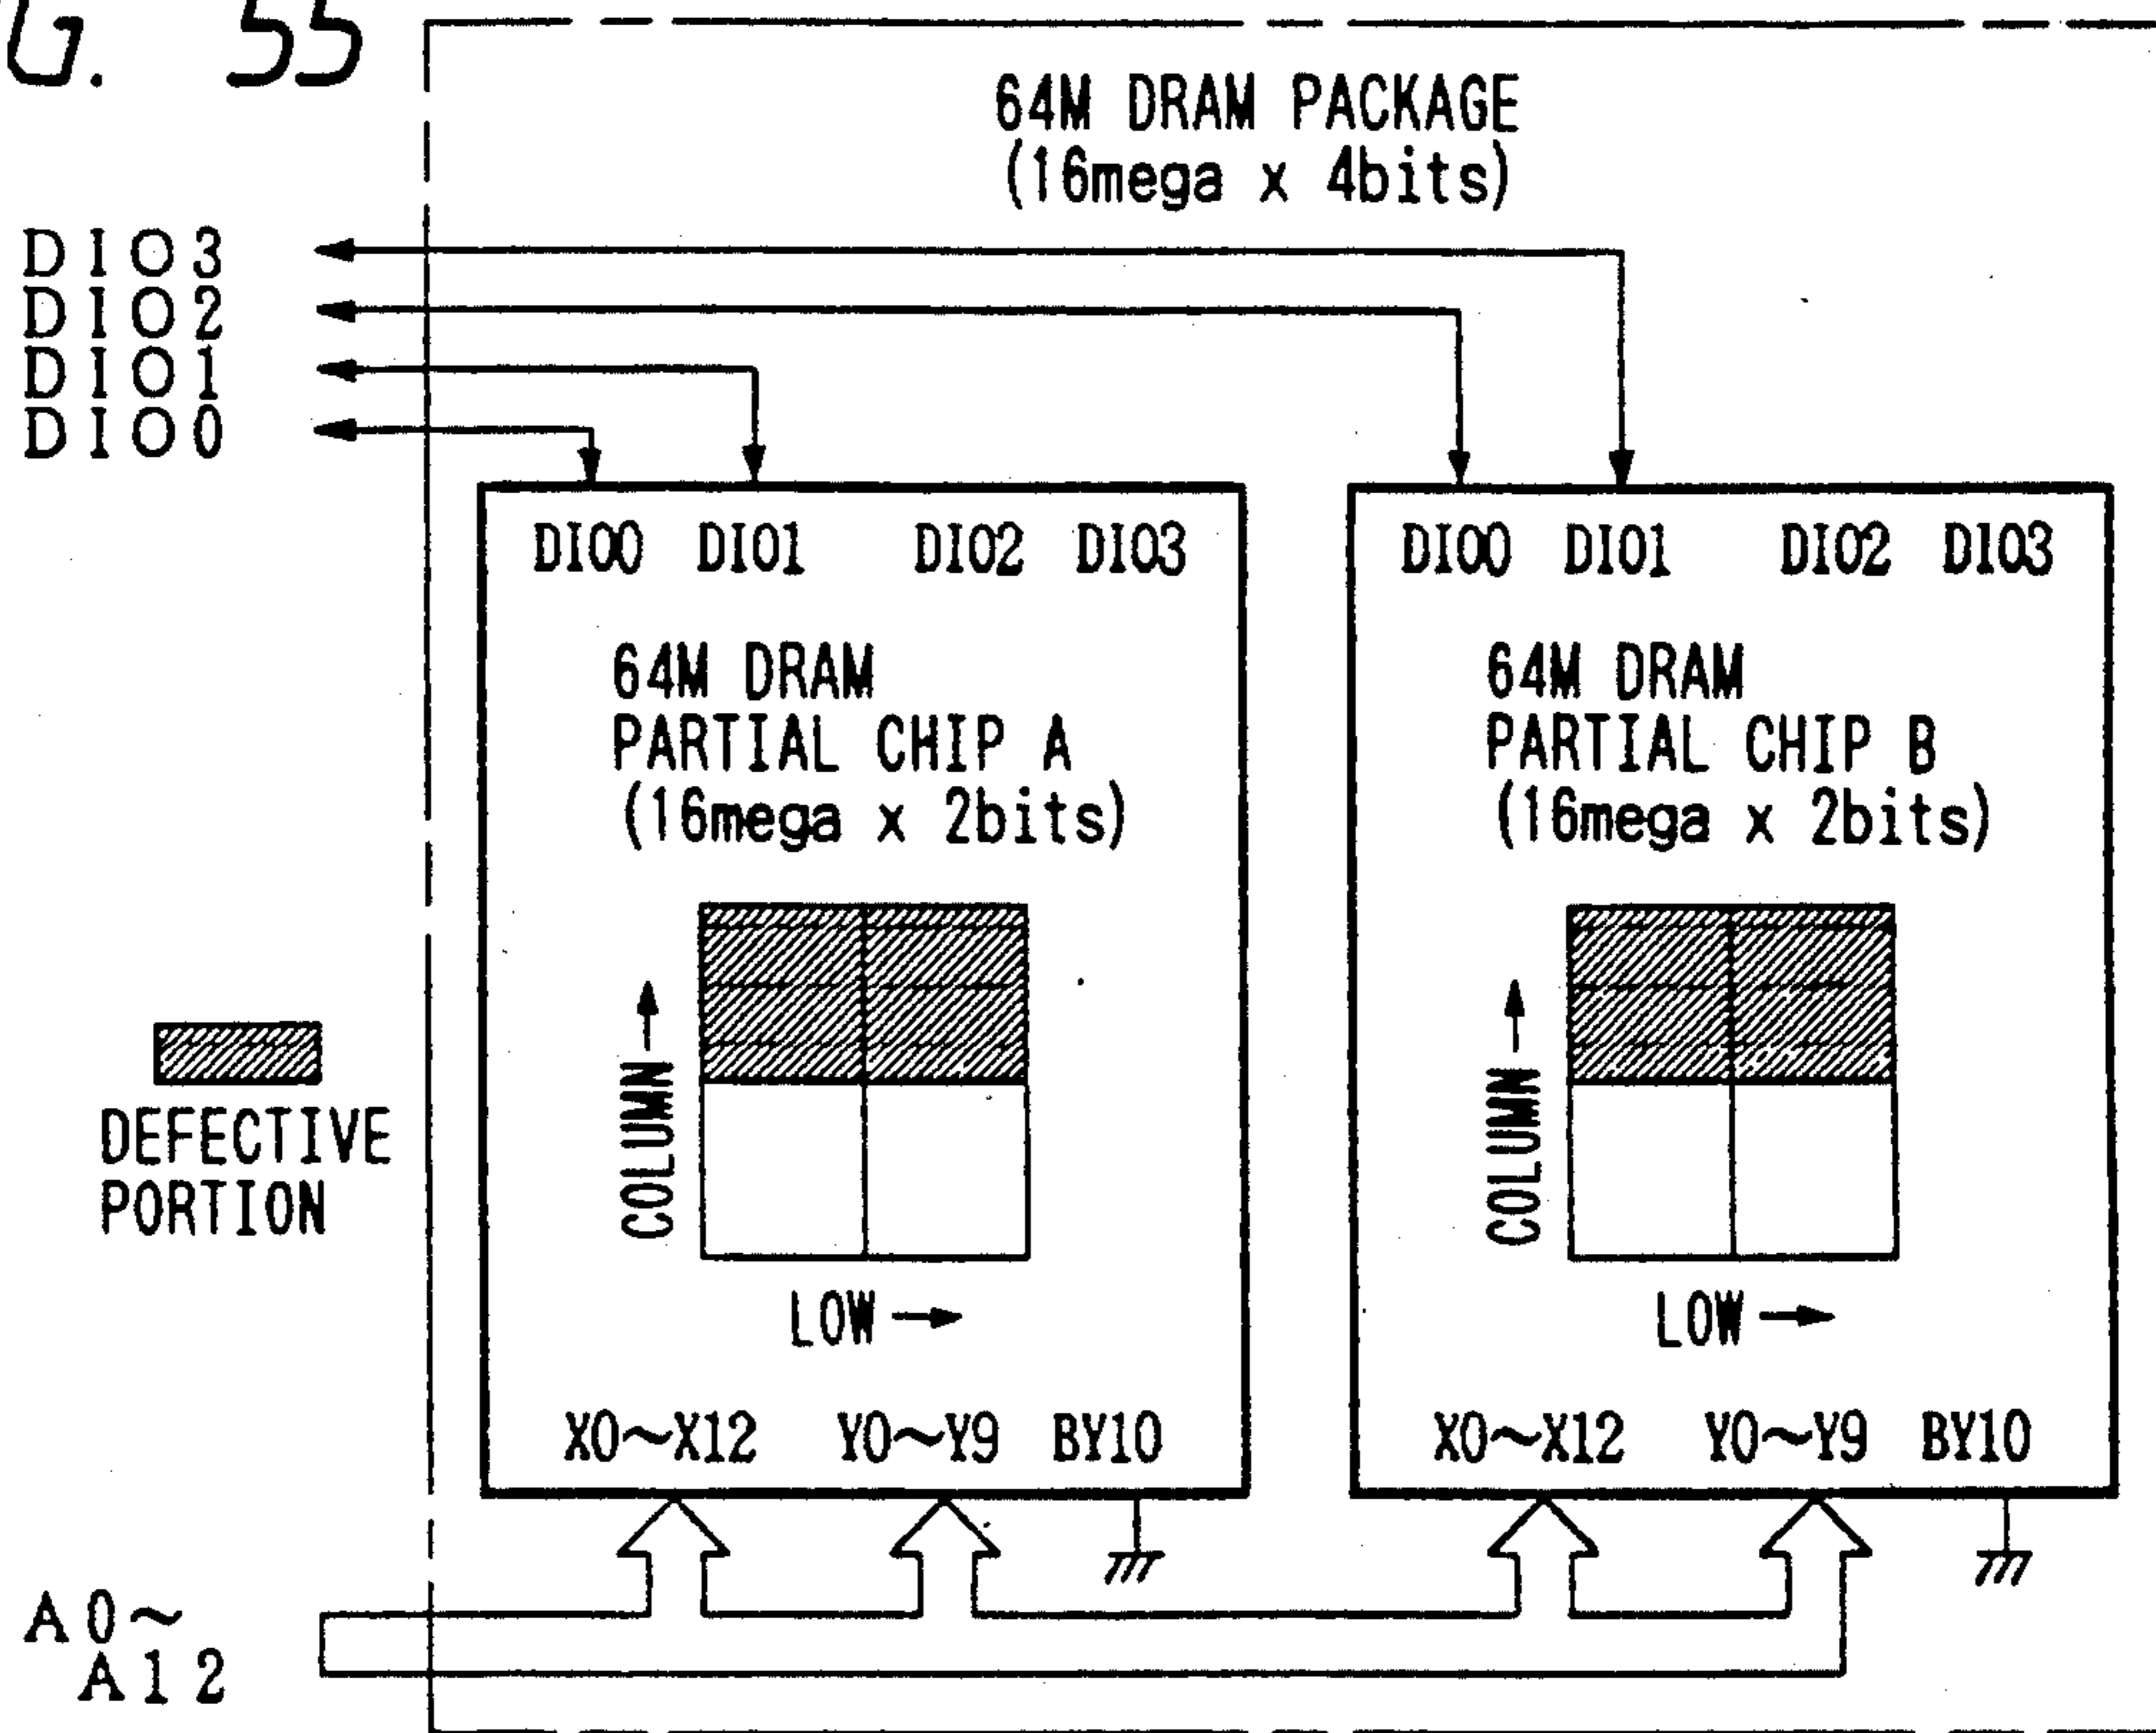 G. 55
64M DRAM PACKAGE
(16mega x 4bits)
DIO3
DIO2
DIO1
DIO0
DIO0 DIO1 DIO2 DIO3
64M DRAM
PARTIAL CHIP A
(16mega x 2bits)
COLUMN
LOW
X0~X12 Y0~Y9 BY10
DIO0 DIO1 DIO2 DIO3
64M DRAM
PARTIAL CHIP B
(16mega x 2bits)
COLUMN
LOW
X0~X12 Y0~Y9 BY10
DEFECTIVE
PORTION
A0~
A12